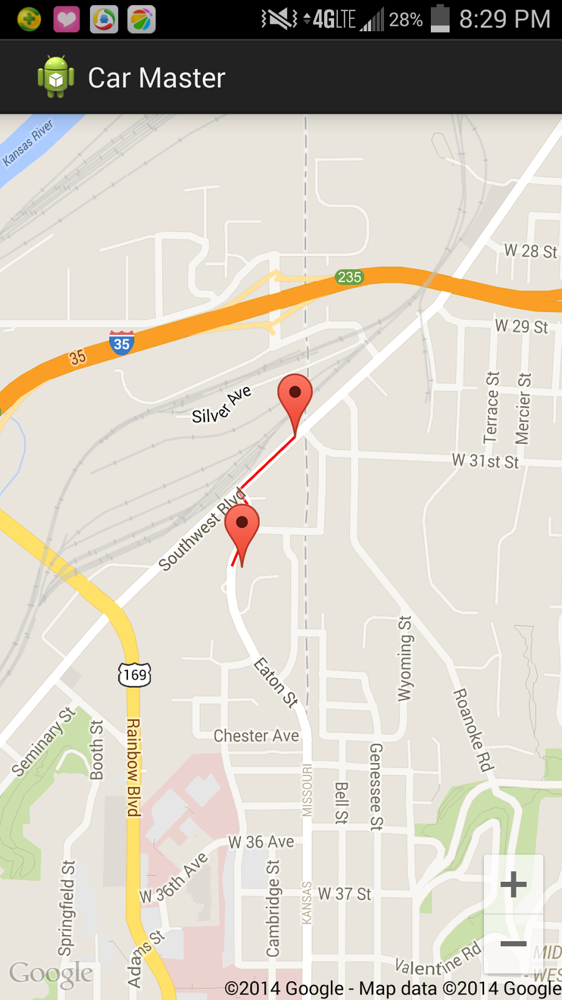 4G LTE 28% 8:29 PM
Car Master
Kansas River
W 28 St
235
W 29 St
35
35
Terrace St
Mercier St
Silver Ave
W 31st St
Southwest Blvd
Wyoming St
169
Eaton St
Roanoke Rd
Seminary St
Booth St
Rainbow Blvd
Chester Ave
Genessee St
MISSOURI
Bell St
W 36 Ave
W 36th Ave
Springfield St
Cambridge St
KANSAS
W 37 St
Adams St
Valentine Rd
MID
- WES
Google
©2014 Google - Map data ©2014 Google